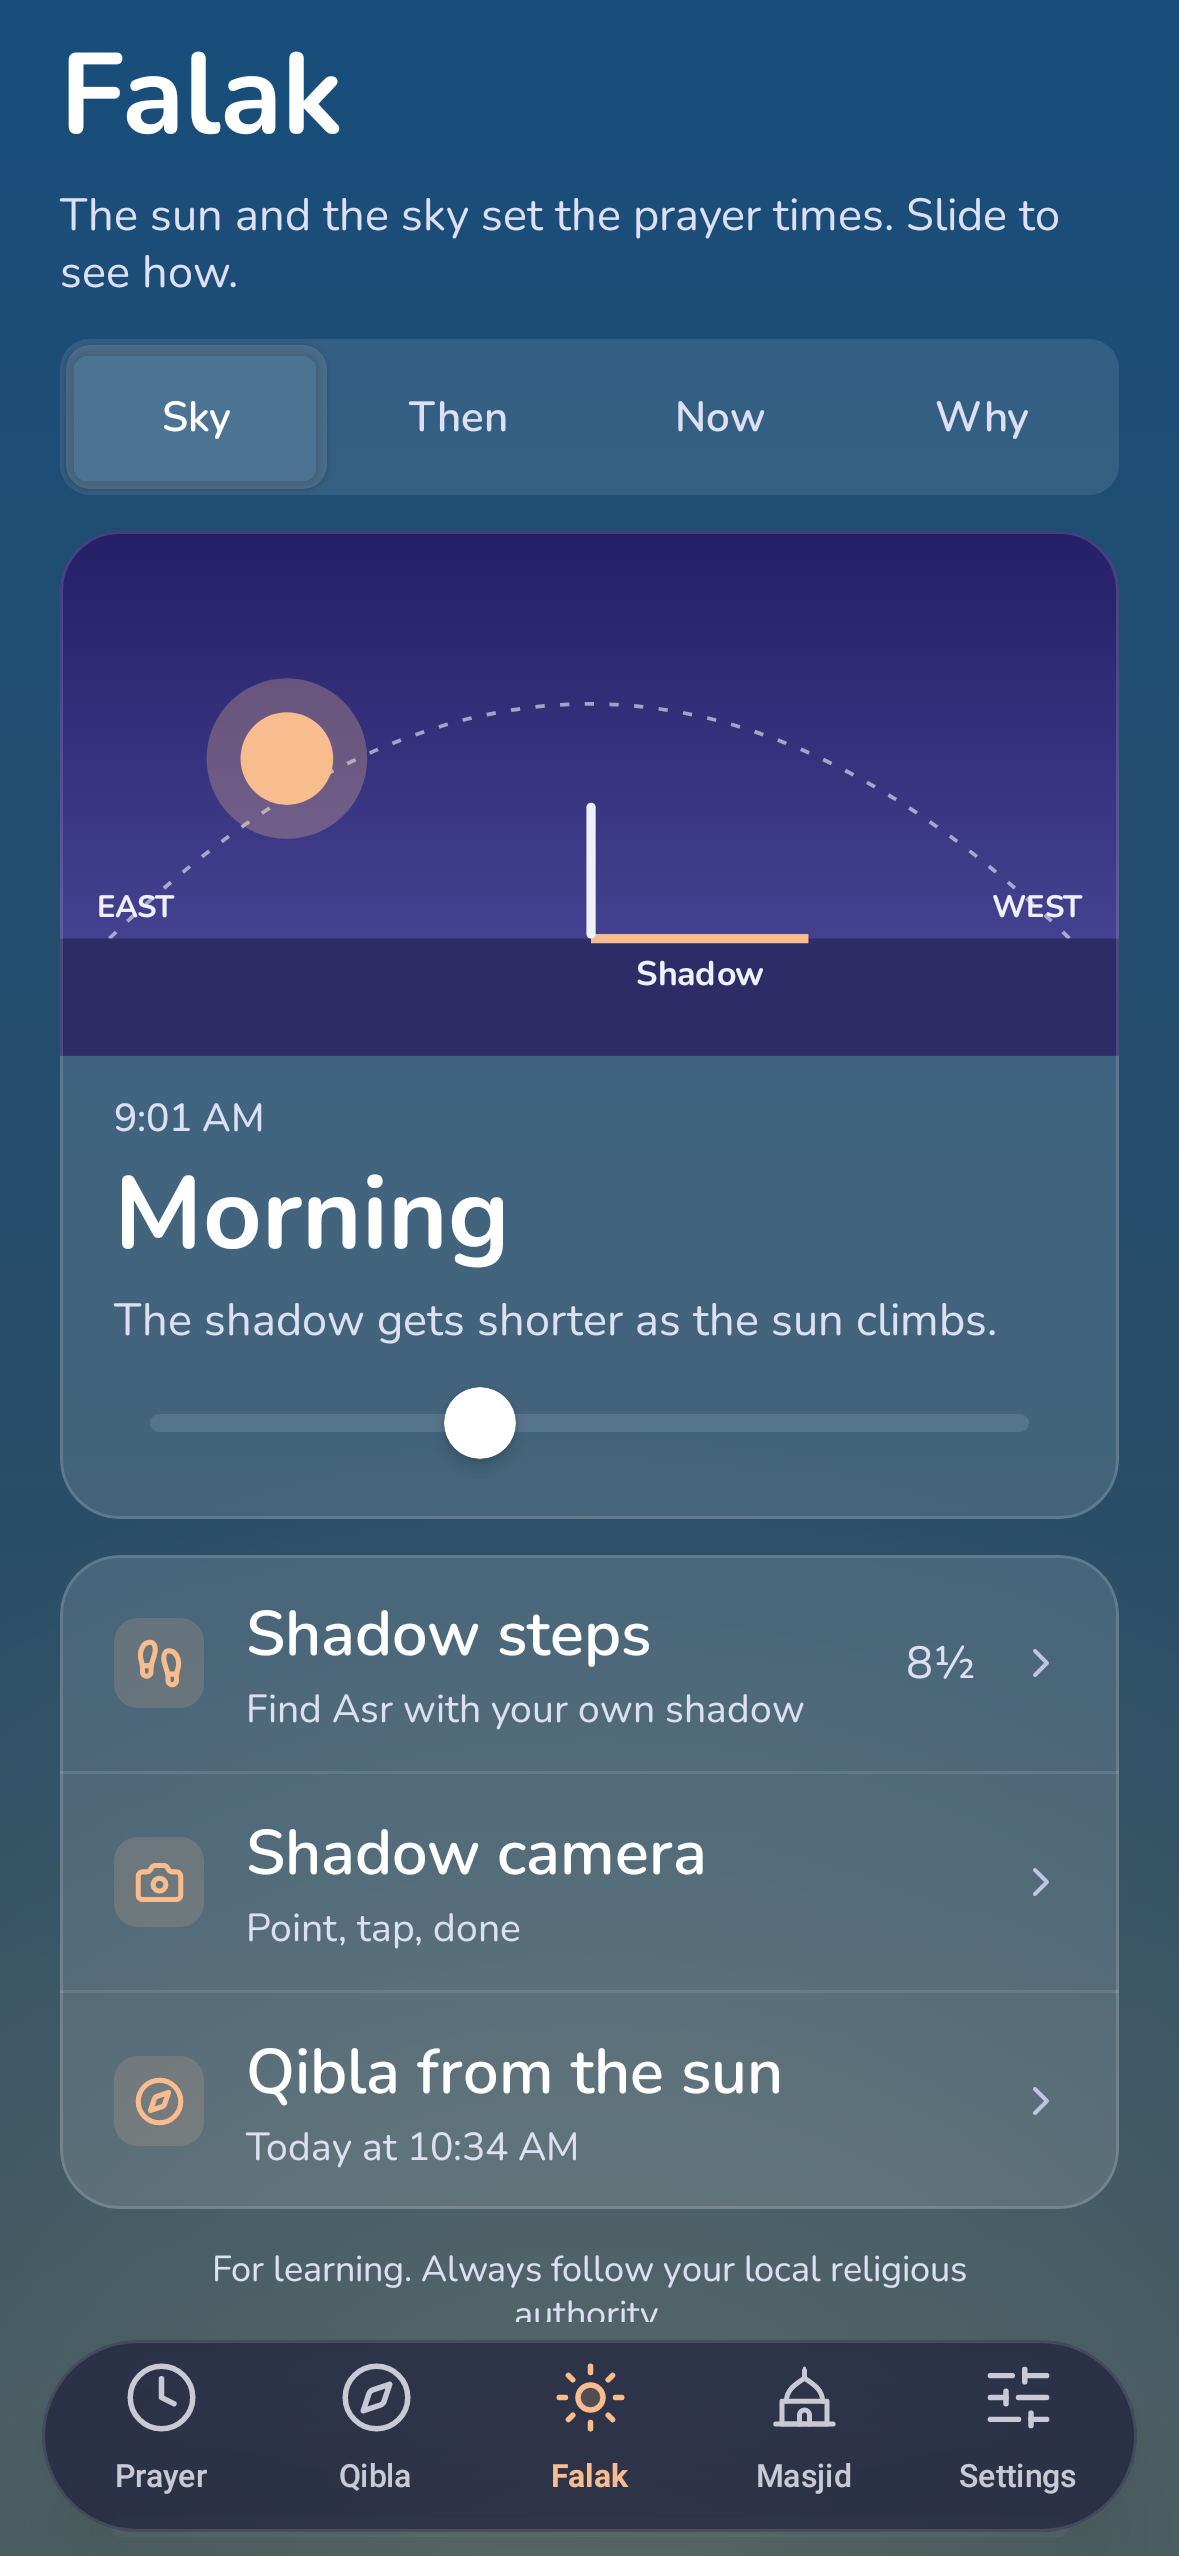 Falak
The sun and the sky set the prayer times. Slide to
see how.
Sky
Then
Now
Why
EAST
WEST
Shadow
9:01 AM
Morning
The shadow gets shorter as the sun climbs.
Shadow steps
8½
Find Asr with your own shadow
Shadow camera
Point, tap, done
Qibla from the sun
Today at 10:34 AM
For learning. Always follow your local religious
authority
Prayer
Qibla
Falak
Masjid
Settings